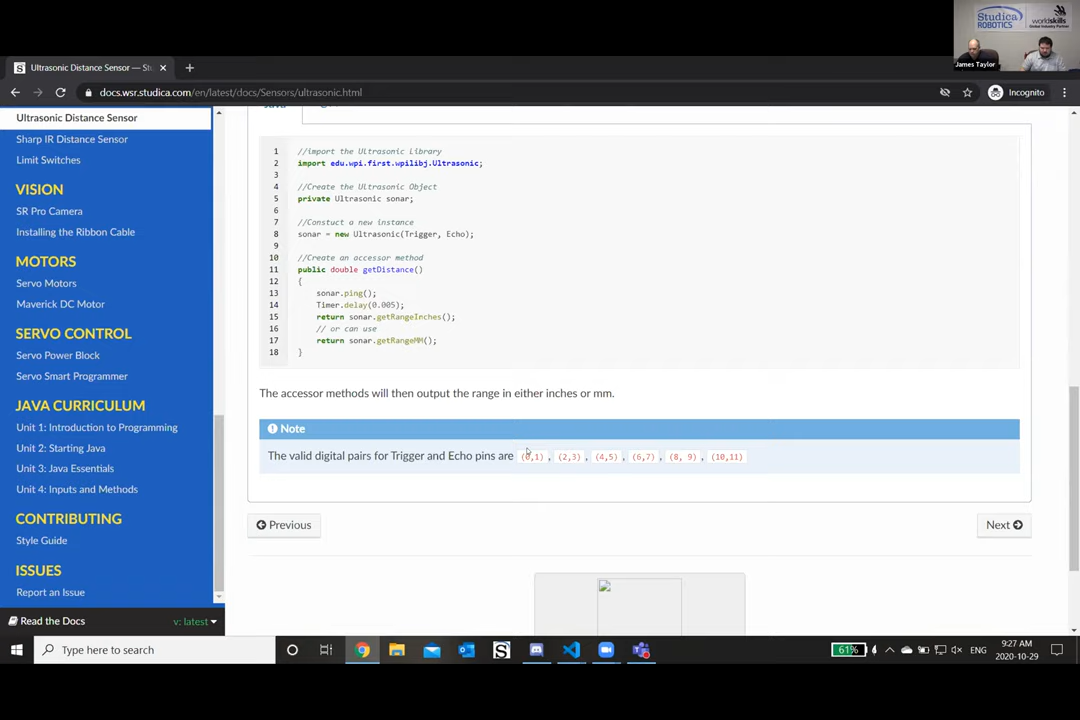 Studica
ROBOTICS
worldskills
Global Industry Partner
James Taylor
Ultrasonic Distance Sensor — St
docs.wsr.studica.com/en/latest/docs/Sensors/ultrasonic.html
Incognito
Ultrasonic Distance Sensor
Sharp IR Distance Sensor
Limit Switches
VISION
SR Pro Camera
Installing the Ribbon Cable
MOTORS
Servo Motors
Maverick DC Motor
SERVO CONTROL
Servo Power Block
Servo Smart Programmer
JAVA CURRICULUM
Unit 1: Introduction to Programming
Unit 2: Starting Java
Unit 3: Java Essentials
Unit 4: Inputs and Methods
CONTRIBUTING
Style Guide
ISSUES
Report an Issue
Read the Docs
v: latest
1 //import the Ultrasonic Library
2 import edu.wpi.first.wpilibj.Ultrasonic;
3
4 //Create the Ultrasonic Object
5 private Ultrasonic sonar;
6
7 //Constuct a new instance
8 sonar = new Ultrasonic(Trigger, Echo);
9
10 //Create an accessor method
11 public double getDistance()
12 {
13 sonar.ping();
14 Timer.delay(0.005);
15 return sonar.getRangeInches();
16 // or can use
17 return sonar.getRangeMM();
18 }
The accessor methods will then output the range in either inches or mm.
Note
The valid digital pairs for Trigger and Echo pins are (0,1) , (2,3) , (4,5) , (6,7) , (8, 9) , (10,11)
Previous
Next
Type here to search
61%
ENG
9:27 AM
2020-10-29